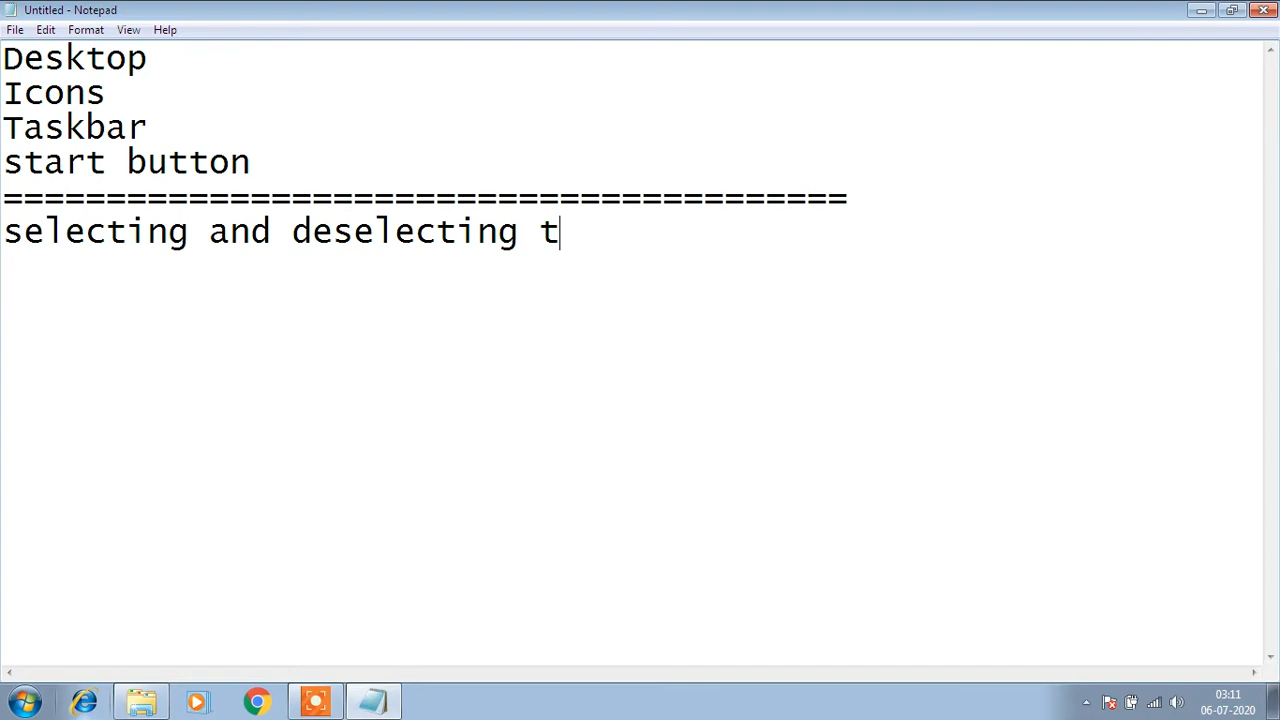 Untitled - Notepad
File Edit Format View Help
Desktop
Icons
Taskbar
start button
=========================================
selecting and deselecting t
03:11
06-07-2020